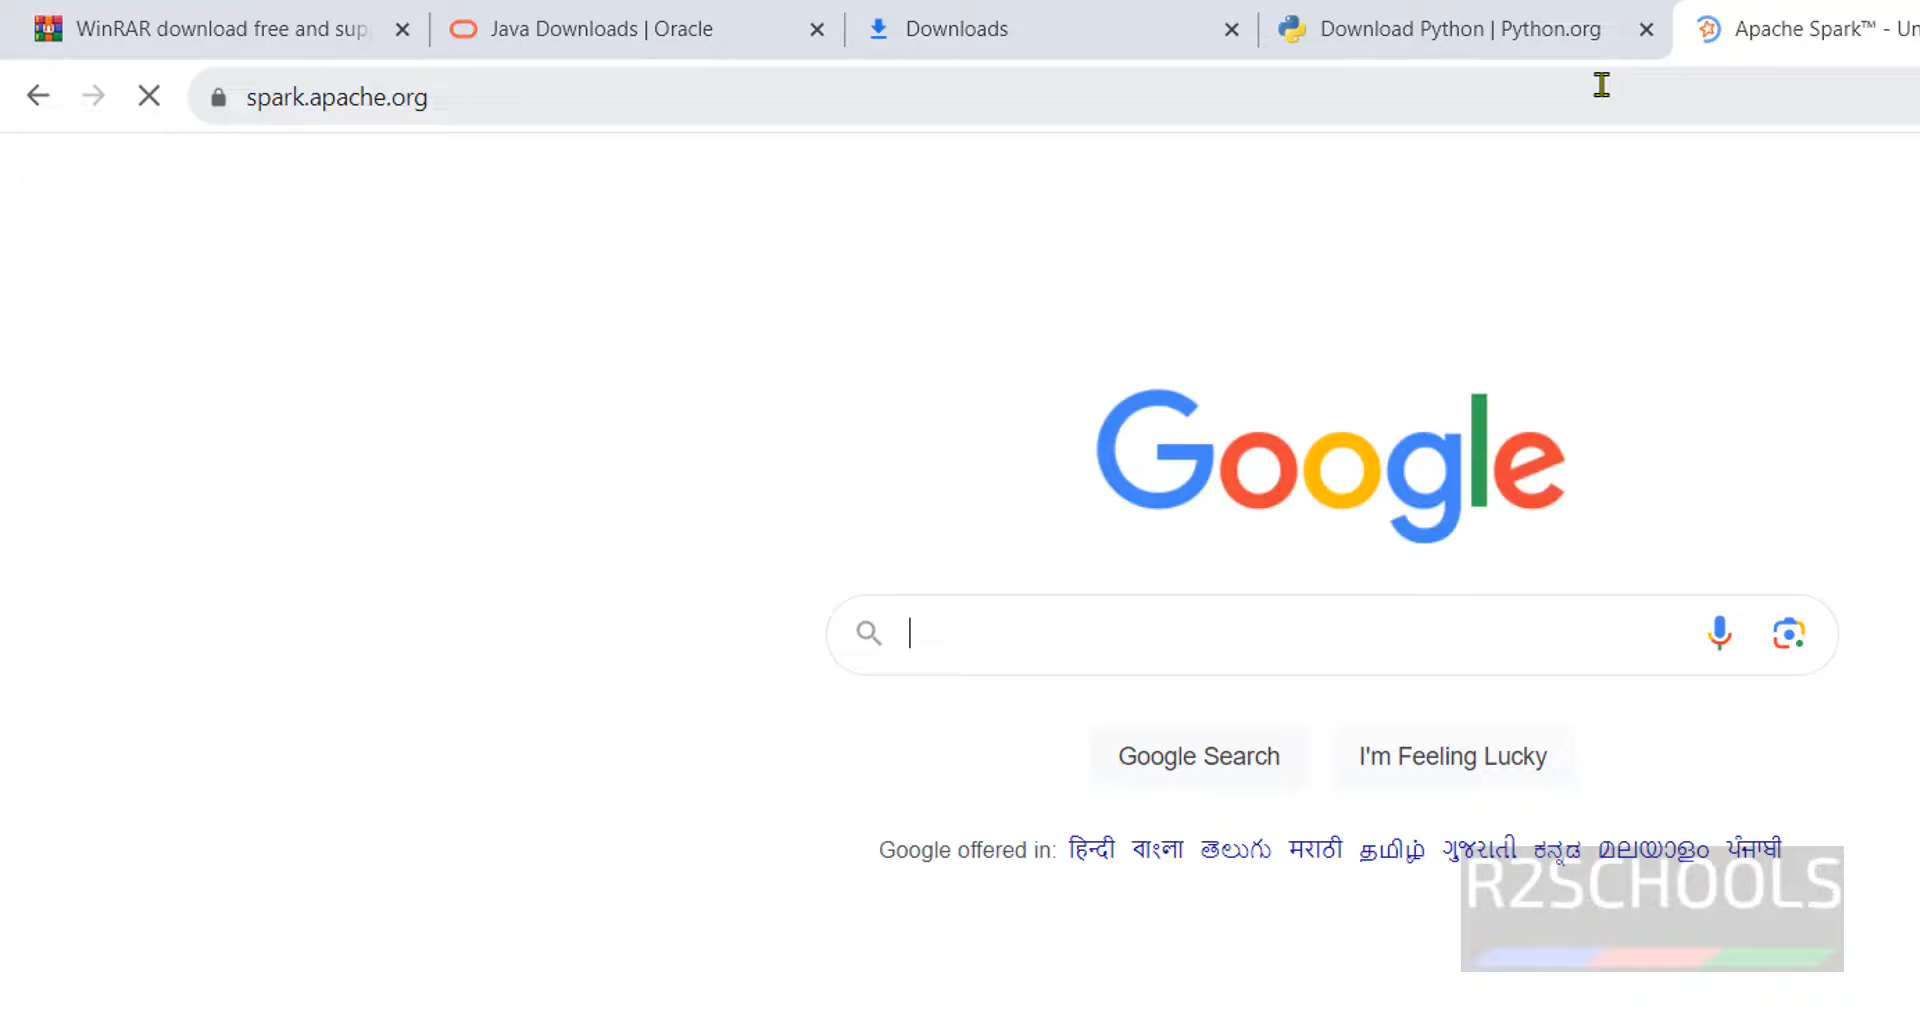 WinRAR download free and sup
Java Downloads | Oracle
Downloads
Download Python | Python.org
Apache Spark™ - Un
spark.apache.org
Google
Google Search
I'm Feeling Lucky
Google offered in: हिन्दी বাংলা తెలుగు मराठी தமிழ் ગુજરાતી ಕನ್ನಡ മലയാളം ਪੰਜਾਬੀ
R2SCHOOLS